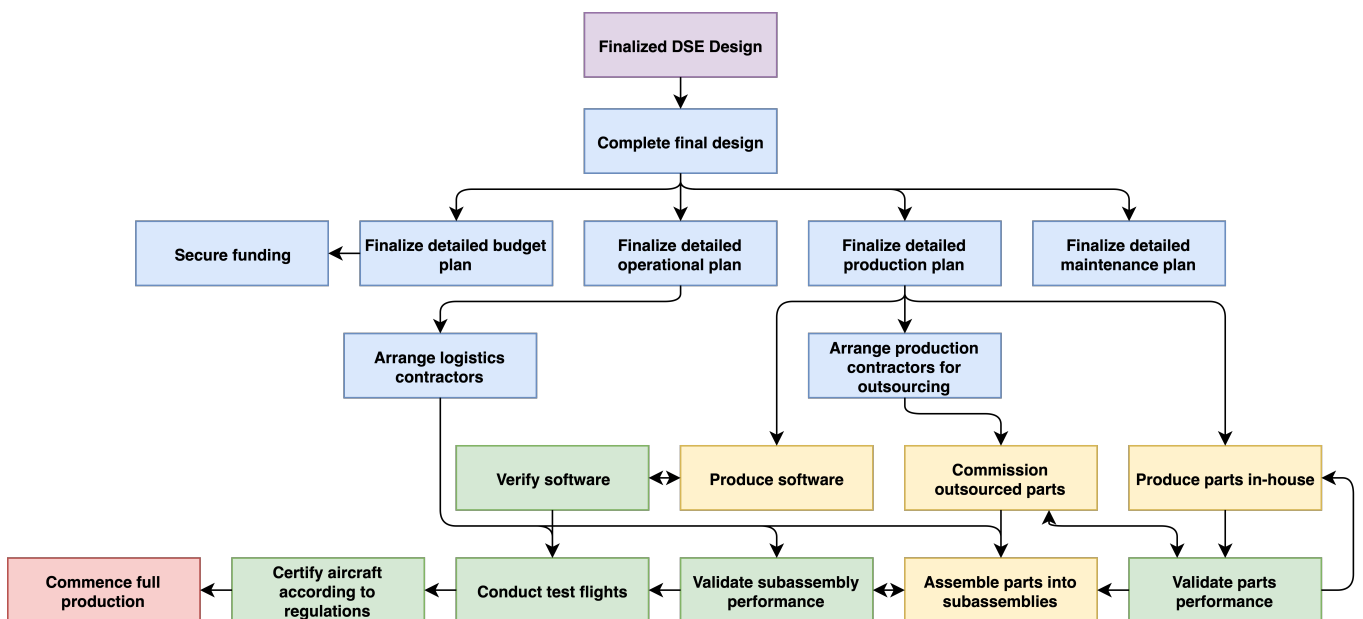 Finalized DSE Design
Complete final design
Secure funding
Finalize detailed budget
plan
Finalize detailed
operational plan
Finalize detailed
production plan
Finalize detailed
maintenance plan
Arrange logistics
contractors
Arrange production
contractors for
outsourcing
Verify software
Produce software
Commission
outsourced parts
Produce parts in-house
Commence full
production
Certify aircraft
according to
regulations
Conduct test flights
Validate subassembly
performance
Assemble parts into
subassemblies
Validate parts
performance